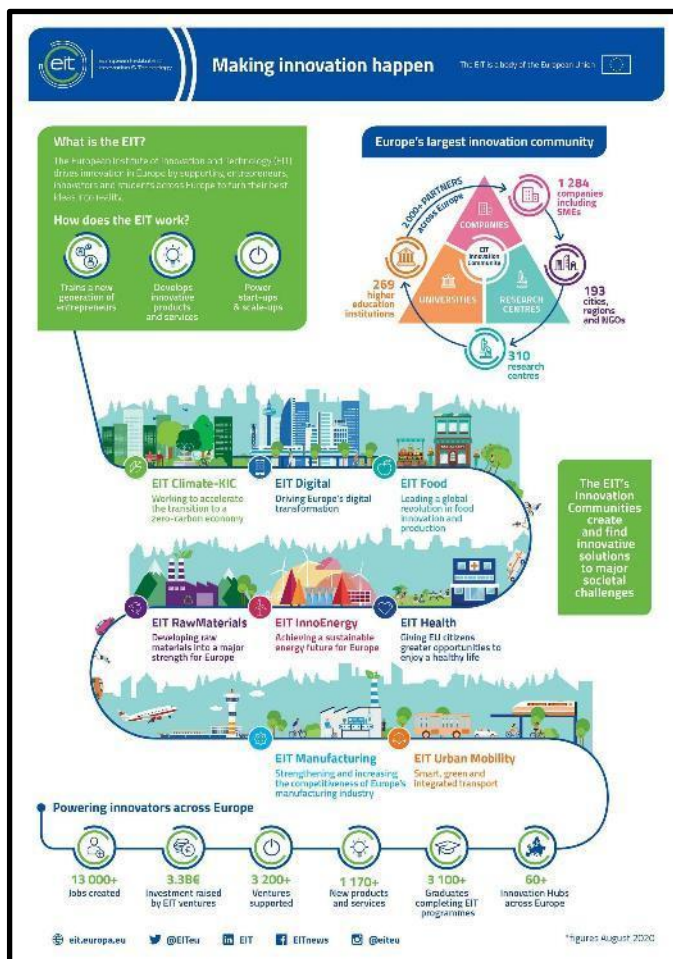 eit
European Institute of
Innovation & Technology
Making innovation happen
The EIT is a body of the European Union
What is the EIT?
The European Institute of Innovation and Technology (EIT)
drives innovation in Europe by supporting entrepreneurs,
innovators and students across Europe to turn their best
ideas into reality.
How does the EIT work?
Trains a new
generation of
entrepreneurs
Develops
innovative
products
and services
Power
start-ups
& scale-ups
Europe's largest innovation community
2000+ PARTNERS
across Europe
1 284
companies
including
SMEs
COMPANIES
EIT
Innovation
Community
UNIVERSITIES
RESEARCH
CENTRES
269
higher
education
institutions
193
cities,
regions
and NGOs
310
research
centres
EIT Climate-KIC
Working to accelerate
the transition to a
zero-carbon economy
EIT Digital
Driving Europe's digital
transformation
EIT Food
Leading a global
revolution in food
innovation and
production
The EIT's
Innovation
Communities
create
and find
innovative
solutions
to major
societal
challenges
EIT RawMaterials
Developing raw
materials into a major
strength for Europe
EIT InnoEnergy
Achieving a sustainable
energy future for Europe
EIT Health
Giving EU citizens
greater opportunities to
enjoy a healthy life
EIT Manufacturing
Strengthening and increasing
the competitiveness of Europe's
manufacturing industry
EIT Urban Mobility
Smart, green and
integrated transport
Powering innovators across Europe
13 000+
Jobs created
Investment raised
by EIT ventures
3 200+
Ventures
supported
1 170+
New products
and services
3 100+
Graduates
completing EIT
programmes
60+
Innovation Hubs
across Europe
eit.europa.eu
@EITeu
EIT
EITnews
@eiteu
*figures August 2020